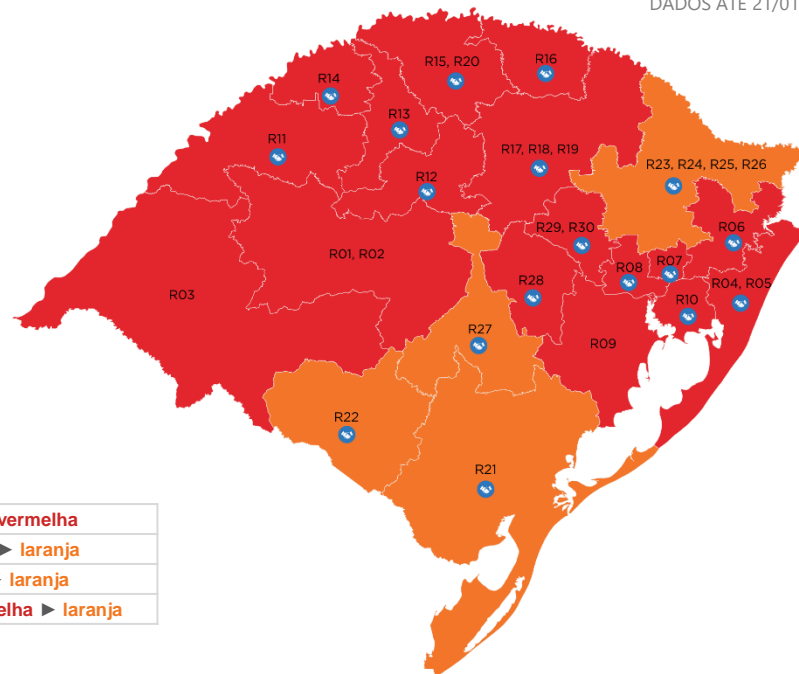 DADOS ATÉ 21/01
R14
R15, R20
R16
R13
R11
R17, R18, R19
R23, R24, R25, R26
R12
R29, R30
R06
R01, R02
R28
R08
R07
R04, R05
R03
R10
R27
R09
R22
R21
vermelha
► laranja
laranja
► laranja